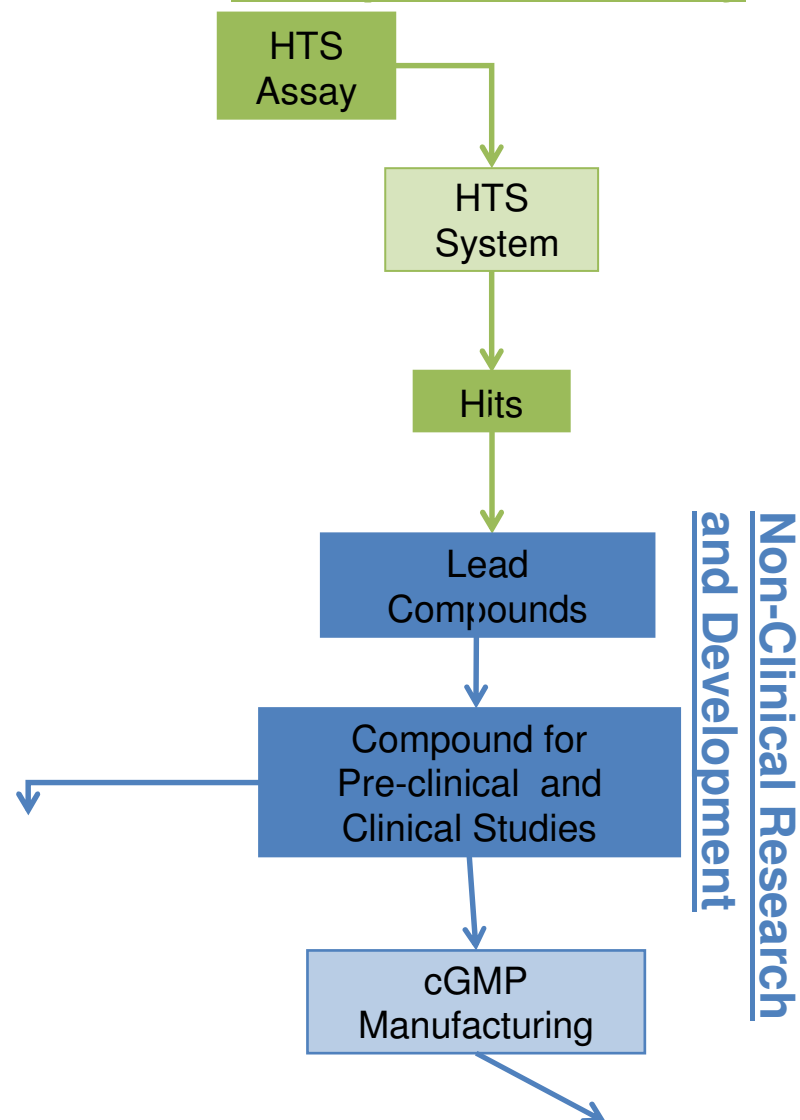 HTS
Assay
HTS
System
Hits
Lead
Compounds
Non-Clinical Research
and Development
Compound for
Pre-clinical and
Clinical Studies
cGMP
Manufacturing